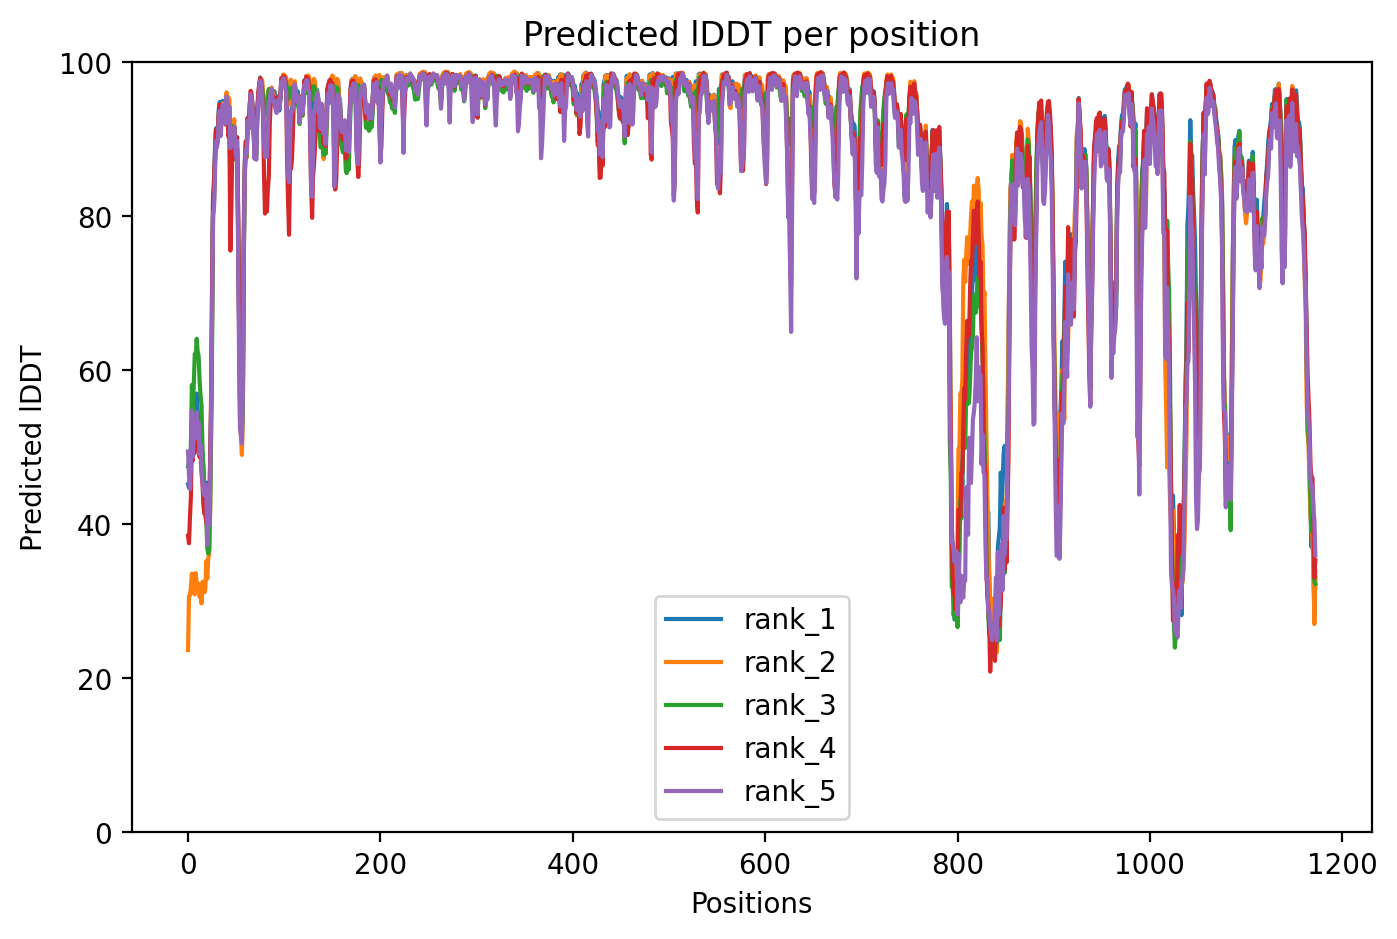 Predicted lDDT per position
100
80
60
40
20
0
Predicted lDDT
0 200 400 600 800 1000 1200
Positions
rank_1
rank_2
rank_3
rank_4
rank_5